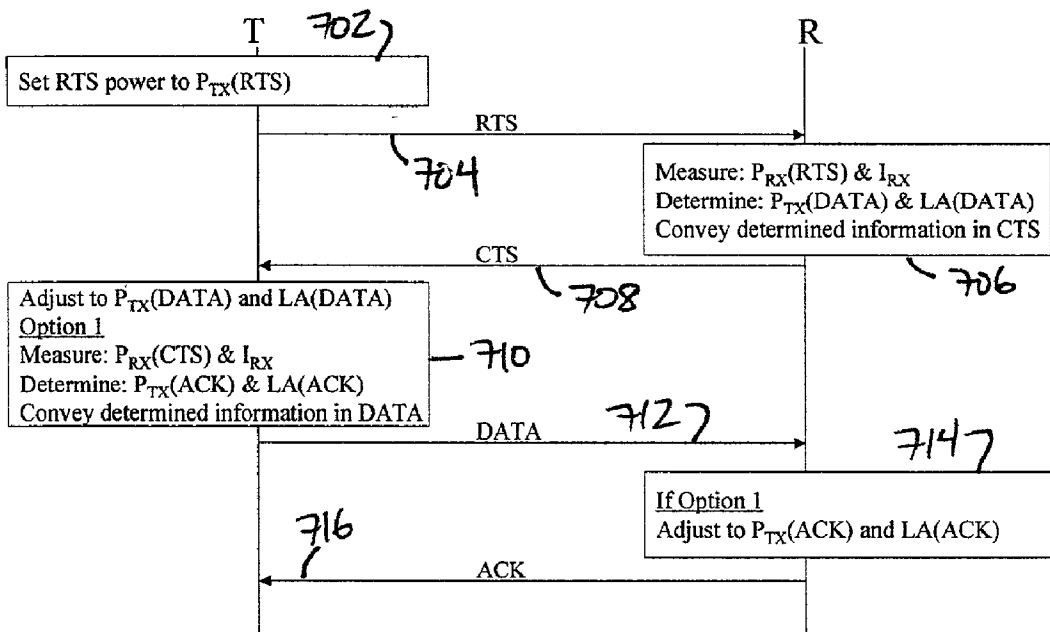 T
702
R
Set RTS power to P_TX(RTS)
RTS
704
Measure: P_RX(RTS) & I_RX
Determine: P_TX(DATA) & LA(DATA)
Convey determined information in CTS
706
CTS
708
Adjust to P_TX(DATA) and LA(DATA)
Option 1
Measure: P_RX(CTS) & I_RX
Determine: P_TX(ACK) & LA(ACK)
Convey determined information in DATA
710
DATA
712
714
If Option 1
Adjust to P_TX(ACK) and LA(ACK)
716
ACK